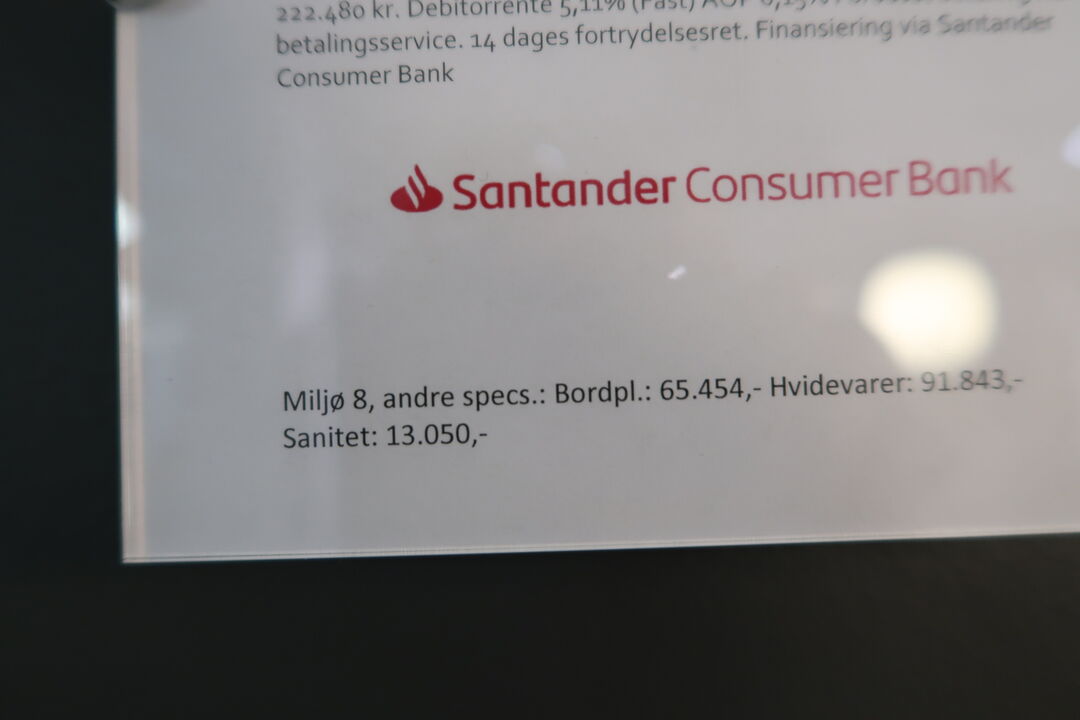 222.480 kr. Debitorrente 5,11% (Fast)
betalingsservice. 14 dages fortrydelsesret. Finansiering via Santander
Consumer Bank
Santander Consumer Bank
Miljø 8, andre specs.: Bordpl.: 65.454,- Hvidevarer: 91.843,-
Sanitet: 13.050,-